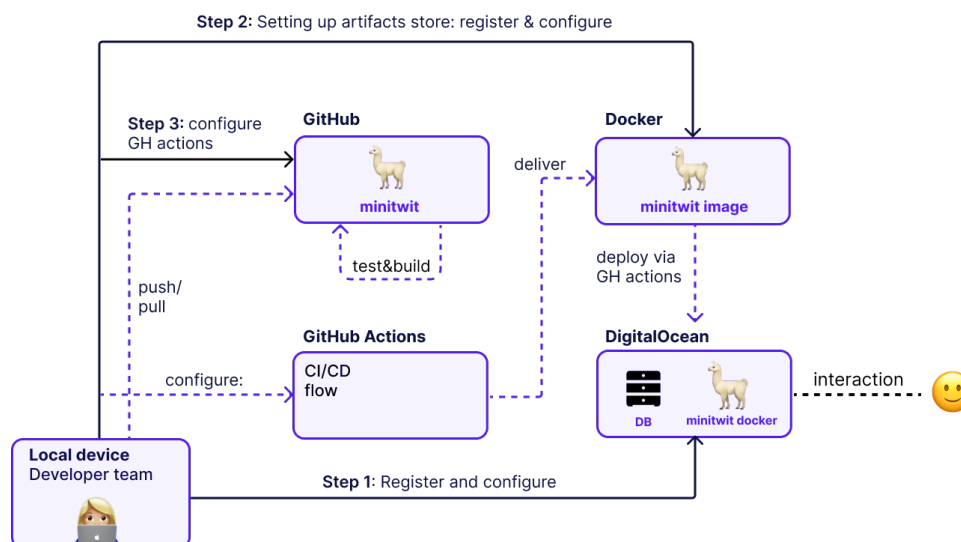 Step 2: Setting up artifacts store: register & configure
Step 3: configure
GH actions
GitHub
minitwit
Docker
minitwit image
deliver
test&build
deploy via
GH actions
push/
pull
GitHub Actions
CI/CD
flow
configure:
DigitalOcean
DB
minitwit docker
interaction
Local device
Developer team
Step 1: Register and configure